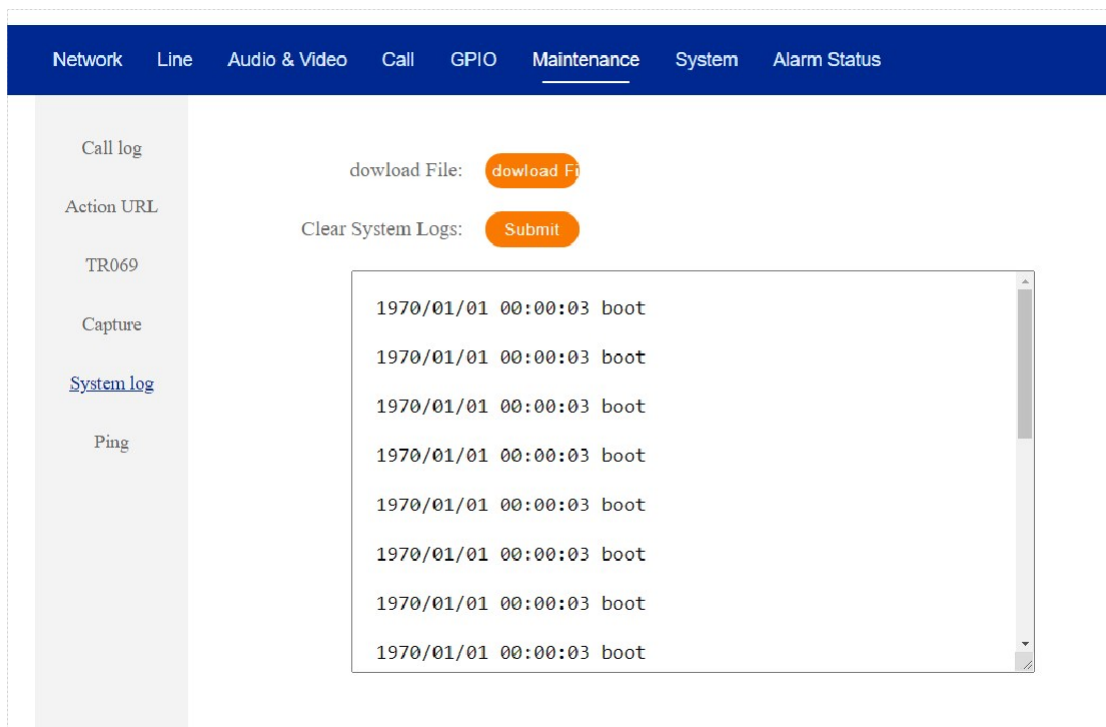 Network Line Audio & Video Call GPIO Maintenance System Alarm Status
Call log
Action URL
TR069
Capture
System log
Ping
dowload File: dowload Fi
Clear System Logs: Submit
1970/01/01 00:00:03 boot
1970/01/01 00:00:03 boot
1970/01/01 00:00:03 boot
1970/01/01 00:00:03 boot
1970/01/01 00:00:03 boot
1970/01/01 00:00:03 boot
1970/01/01 00:00:03 boot
1970/01/01 00:00:03 boot